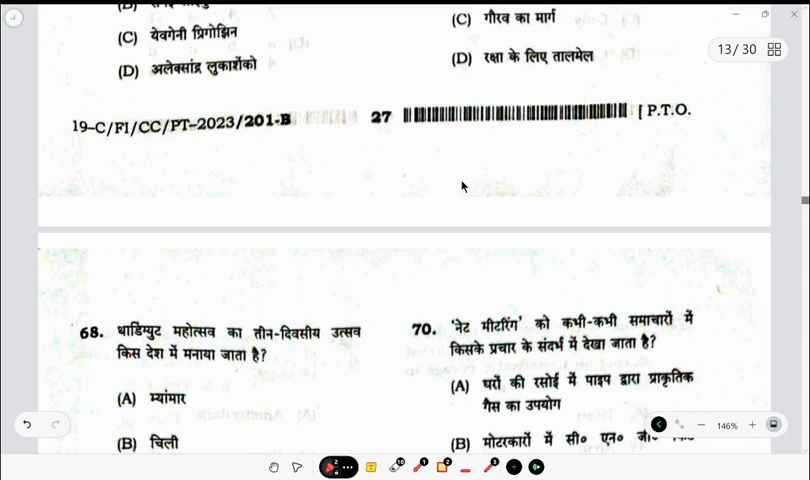 (C) येवगेनी प्रिगोझिन
(D) अलेक्सांद्र लुकाशेंको
(C) गौरव का मार्ग
(D) रक्षा के लिए तालमेल
13 / 30
19–C/FI/CC/PT–2023/201-B
27
[ P.T.O.
68. थाडिंग्युट महोत्सव का तीन-दिवसीय उत्सव
किस देश में मनाया जाता है?
(A) म्यांमार
(B) चिली
70. 'नेट मीटरिंग' को कभी-कभी समाचारों में
किसके प्रचार के संदर्भ में देखा जाता है?
(A) घरों की रसोई में पाइप द्वारा प्राकृतिक
गैस का उपयोग
(B) मोटरकारों में सी० एन० जी०
146%